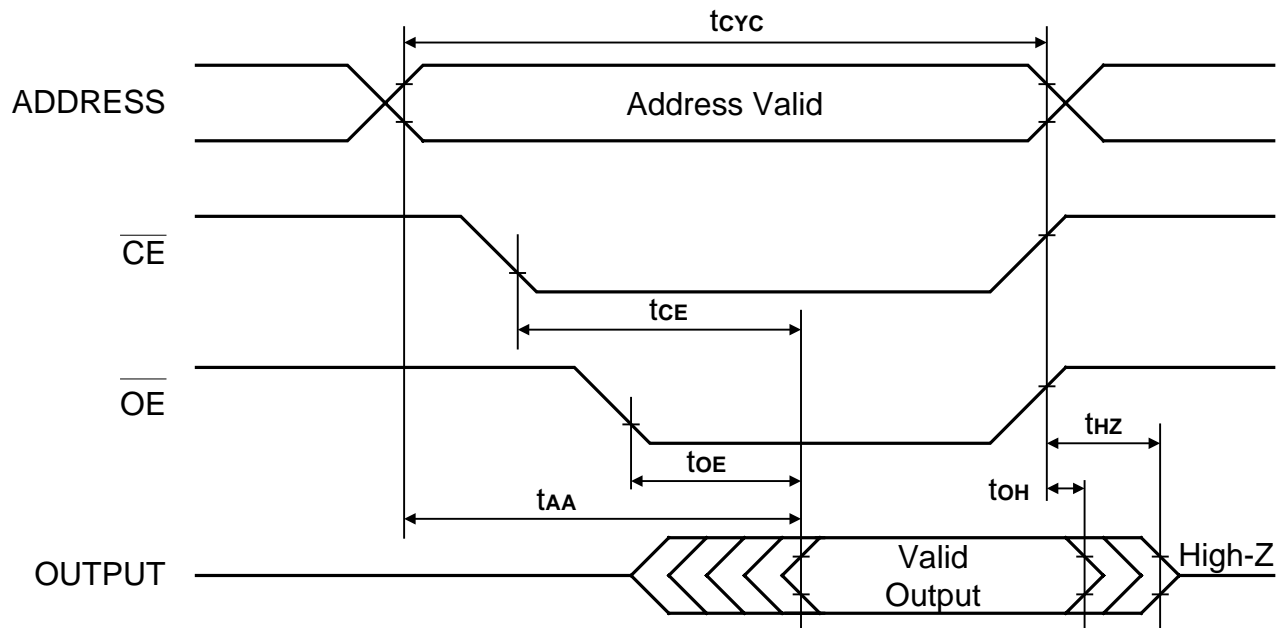 tCYC
ADDRESS
Address Valid
CE
tCE
OE
tHZ
tOE
tOH
tAA
OUTPUT
Valid
Output
High-Z